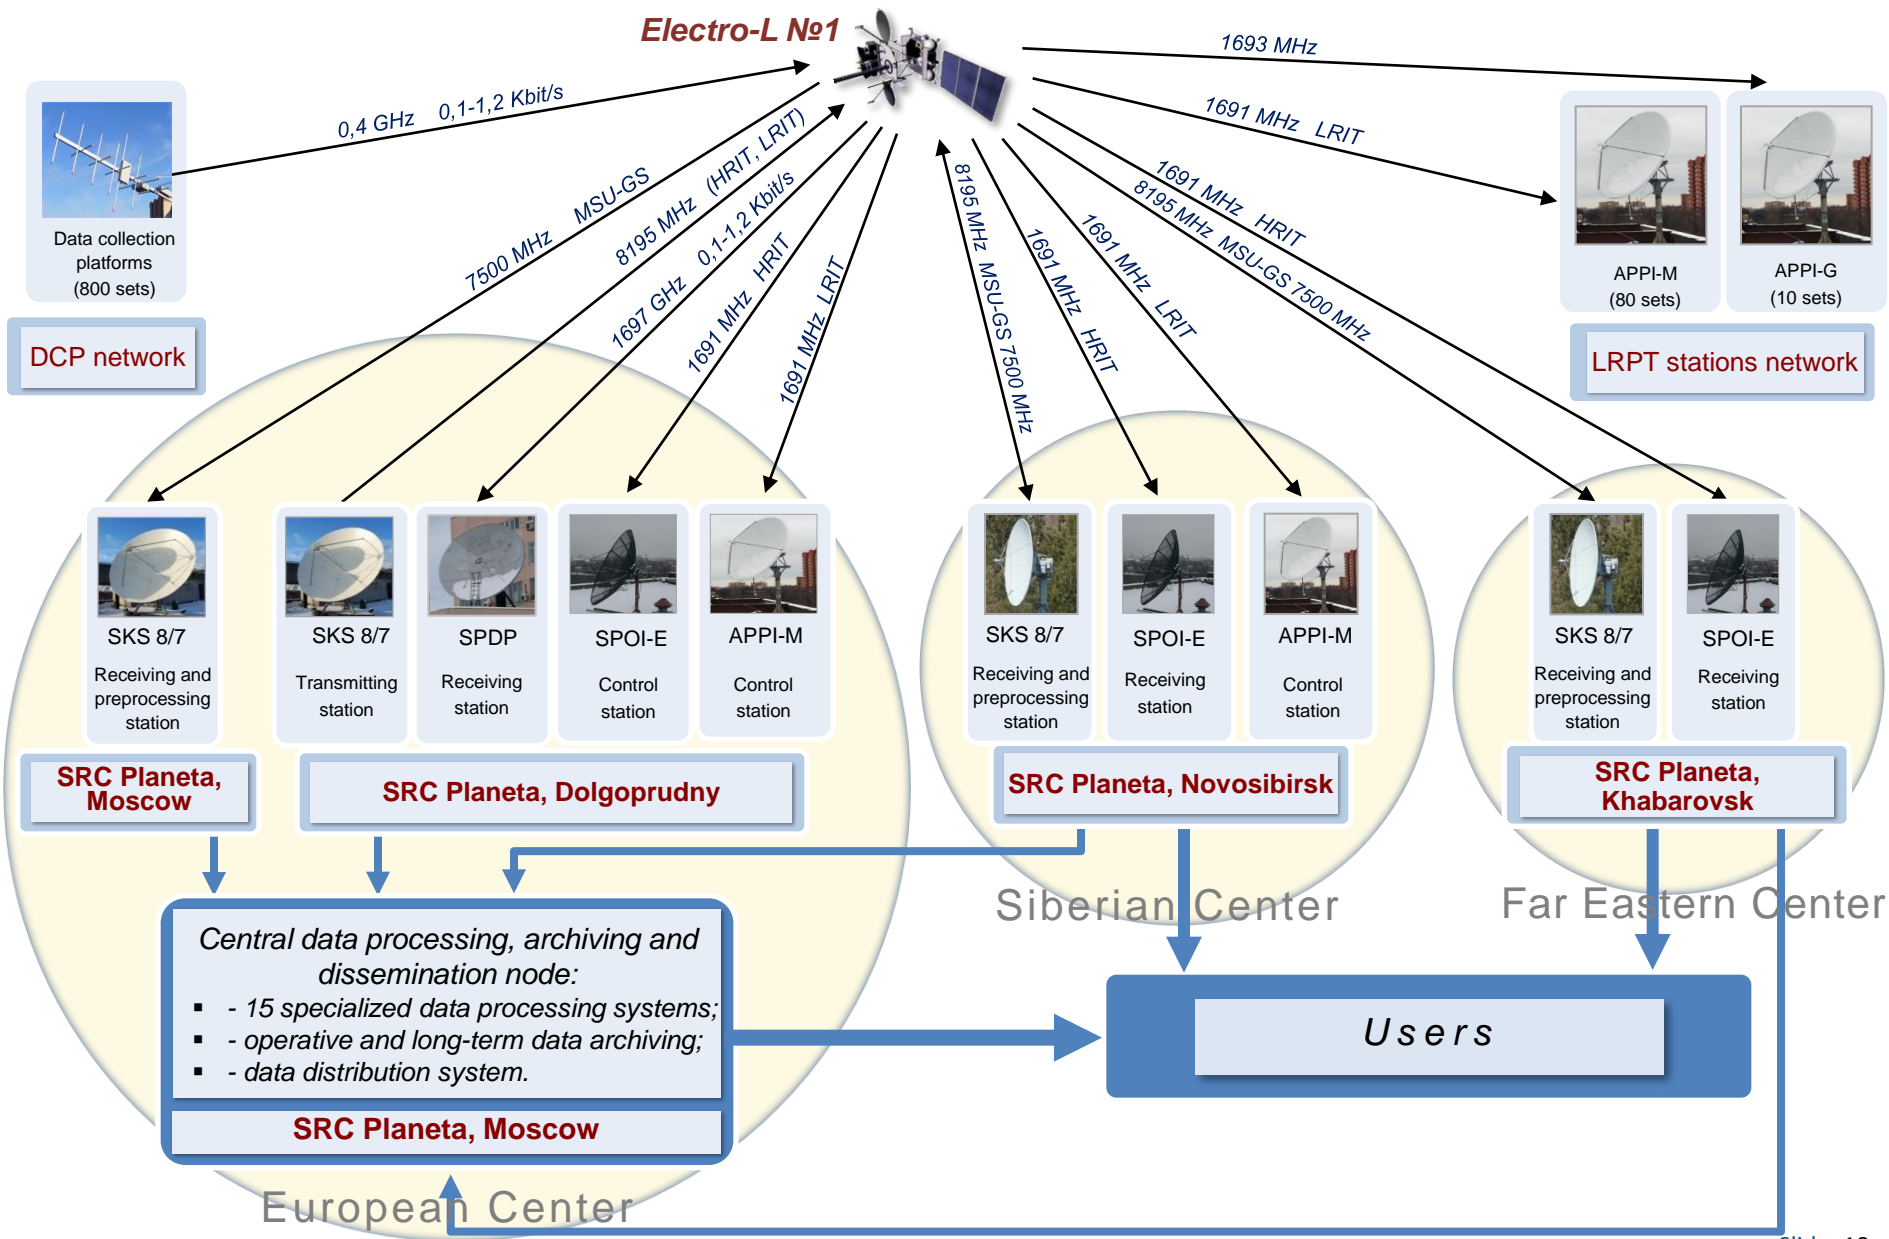 Electro-L №1
0,4 GHz 0,1-1,2 Kbit/s
7500 MHz MSU-GS
8195 MHz (HRIT, LRIT)
1697 GHz 0,1-1,2 Kbit/s
1691 MHz HRIT
1691 MHz LRIT
8195 MHz MSU-GS 7500 MHz
1691 MHz HRIT
1691 MHz LRIT
8195 MHz MSU-GS 7500 MHz
1691 MHz HRIT
1691 MHz LRIT
1693 MHz
Data collection
platforms
(800 sets)
DCP network
APPI-M
(80 sets)
APPI-G
(10 sets)
LRPT stations network
SKS 8/7
Receiving and
preprocessing
station
SKS 8/7
Transmitting
station
SPDP
Receiving
station
SPOI-E
Control
station
APPI-M
Control
station
SKS 8/7
Receiving and
preprocessing
station
SPOI-E
Receiving
station
APPI-M
Control
station
SKS 8/7
Receiving and
preprocessing
station
SPOI-E
Receiving
station
SRC Planeta,
Moscow
SRC Planeta, Dolgoprudny
SRC Planeta, Novosibirsk
SRC Planeta,
Khabarovsk
Siberian Center
Far Eastern Center
Central data processing, archiving and
dissemination node:
▪ - 15 specialized data processing systems;
▪ - operative and long-term data archiving;
▪ - data distribution system.
SRC Planeta, Moscow
Users
European Center